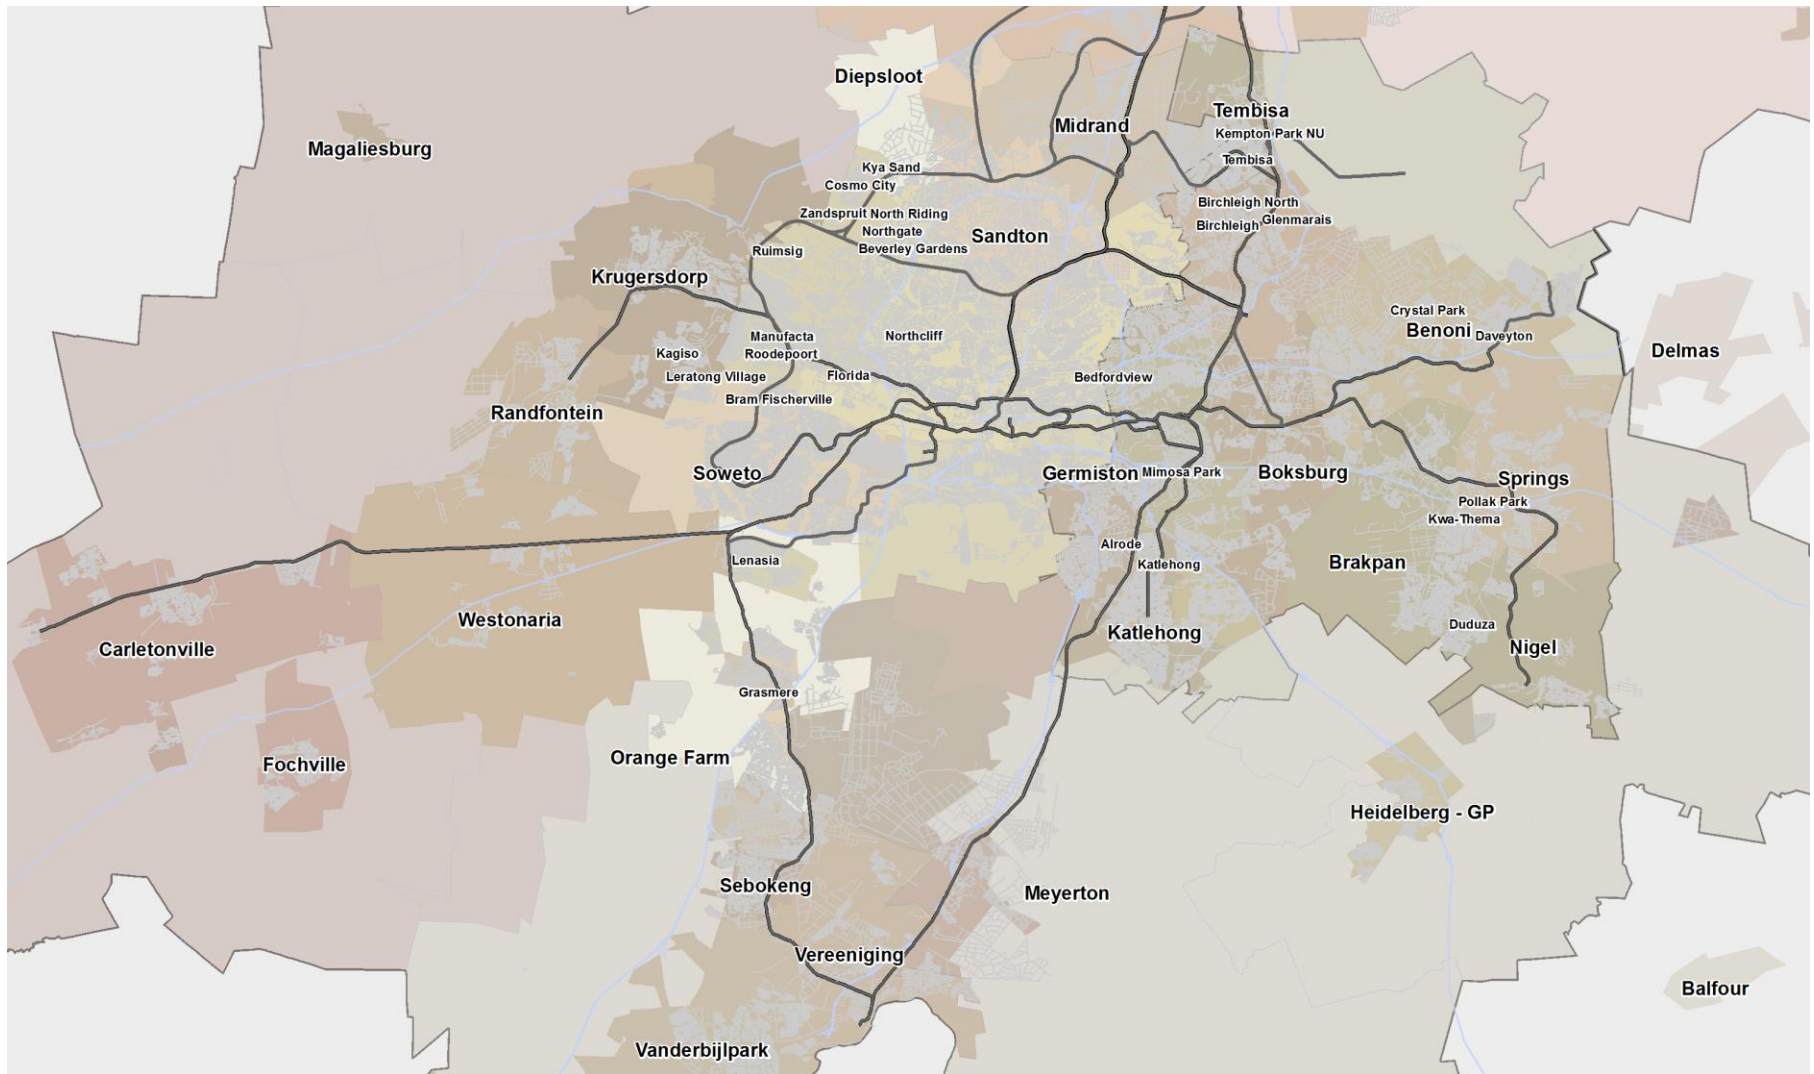 Diepsloot
Tembisa
Midrand
Kempton Park NU
Magaliesburg
Tembisa
Kya Sand
Cosmo City
Birchleigh North
Zandspruit North Riding
Glenmarais
Birchleigh
Northgate
Sandton
Beverley Gardens
Ruimsig
Krugersdorp
Crystal Park
Benoni
Daveyton
Manufacta
Northcliff
Delmas
Kagiso
Roodepoort
Leratong Village
Florida
Bedfordview
Bram Fischerville
Randfontein
Soweto
Germiston
Mimosa Park
Boksburg
Springs
Pollak Park
Kwa-Thema
Alrode
Lenasia
Katlehong
Brakpan
Westonaria
Duduza
Katlehong
Carletonville
Nigel
Grasmere
Orange Farm
Fochville
Heidelberg - GP
Sebokeng
Meyerton
Vereeniging
Balfour
Vanderbijlpark